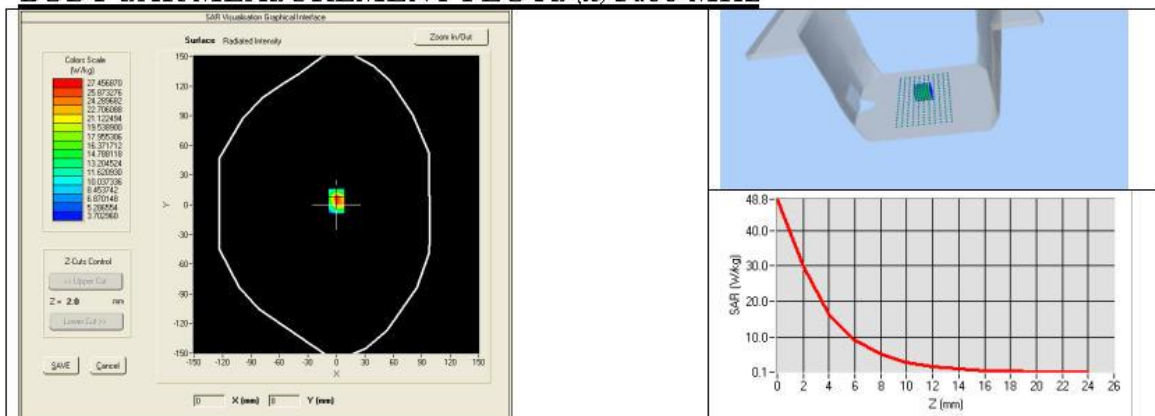 SAR Visualisation Graphical Interface
Surface Radiated Intensity
Zoom In/Out
Colors Scale
(W/kg)
27.456870
25.873276
24.289682
22.706088
21.122494
19.538900
17.955306
16.371712
14.788118
13.204524
11.620930
10.037336
8.453742
6.870148
5.286554
3.702960
Z-Cuts Control
<< Upper Cut
Z = 2.0 mm
Lower Cut >>
SAVE Cancel
150
120
90
60
30
0
-30
-60
-90
-120
-150
Y
-150 -120 -90 -60 -30 0 30 60 90 120 150
X
0 X (mm) 0 Y (mm)
48.8
40.0
30.0
20.0
10.0
0.1
SAR (W/kg)
0 2 4 6 8 10 12 14 16 18 20 22 24 26
Z (mm)